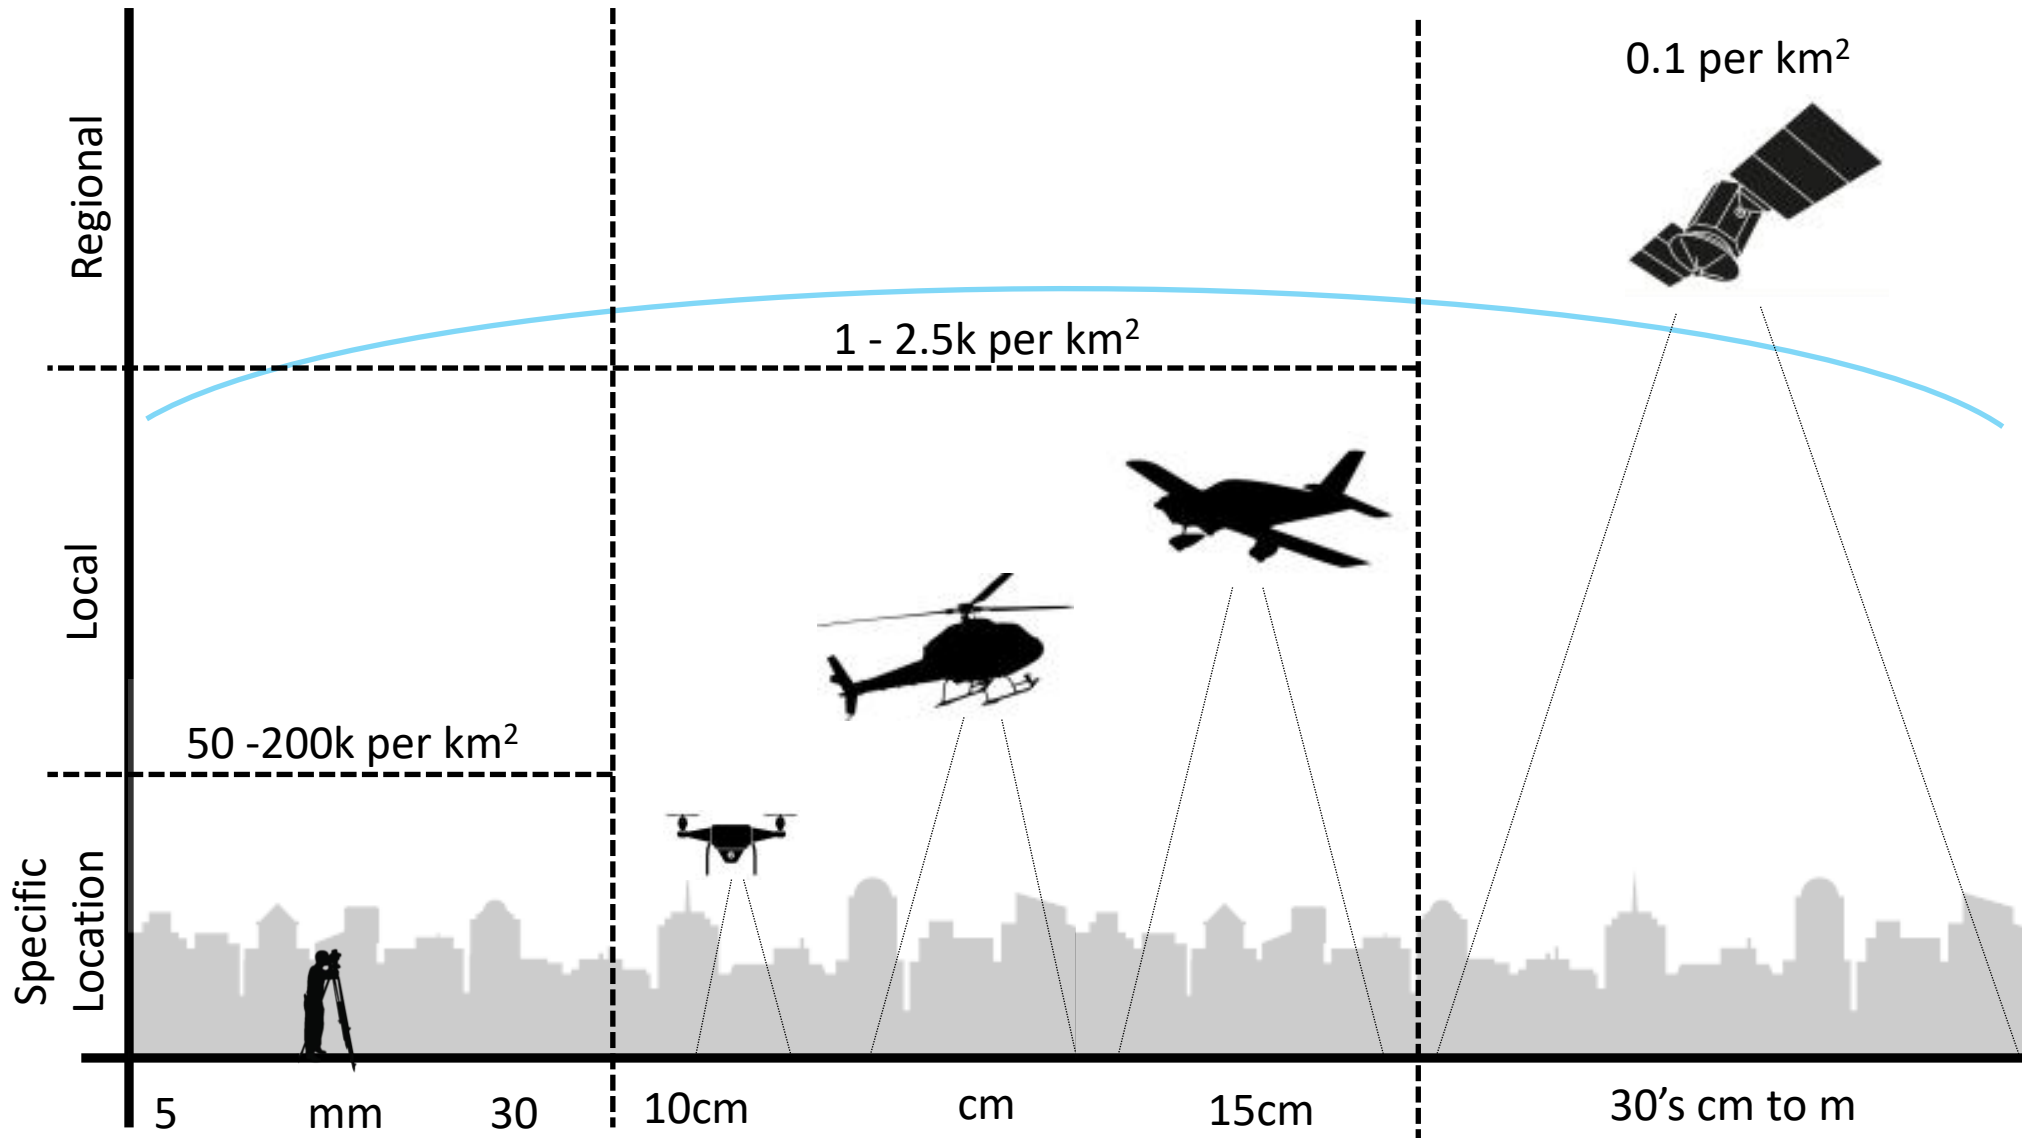 0.1 per km²
Regional
1 - 2.5k per km²
Local
50 -200k per km²
Specific
Location
5 mm 30 10cm cm 15cm 30’s cm to m